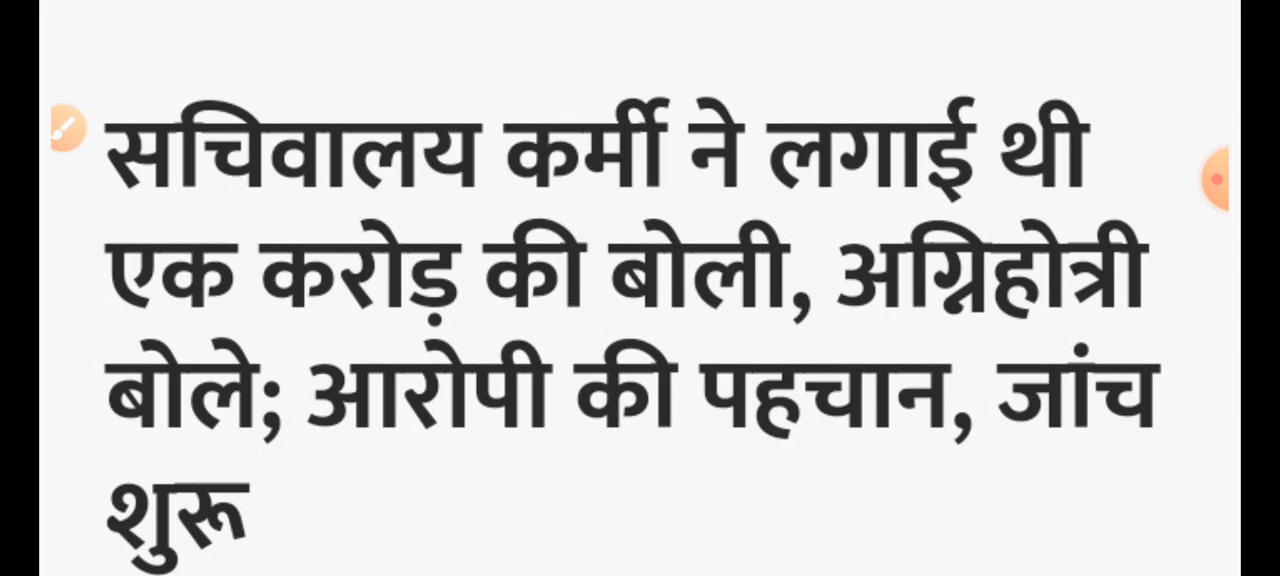 सचिवालय कर्मी ने लगाई थी
एक करोड़ की बोली, अग्निहोत्री
बोले; आरोपी की पहचान, जांच
शुरू